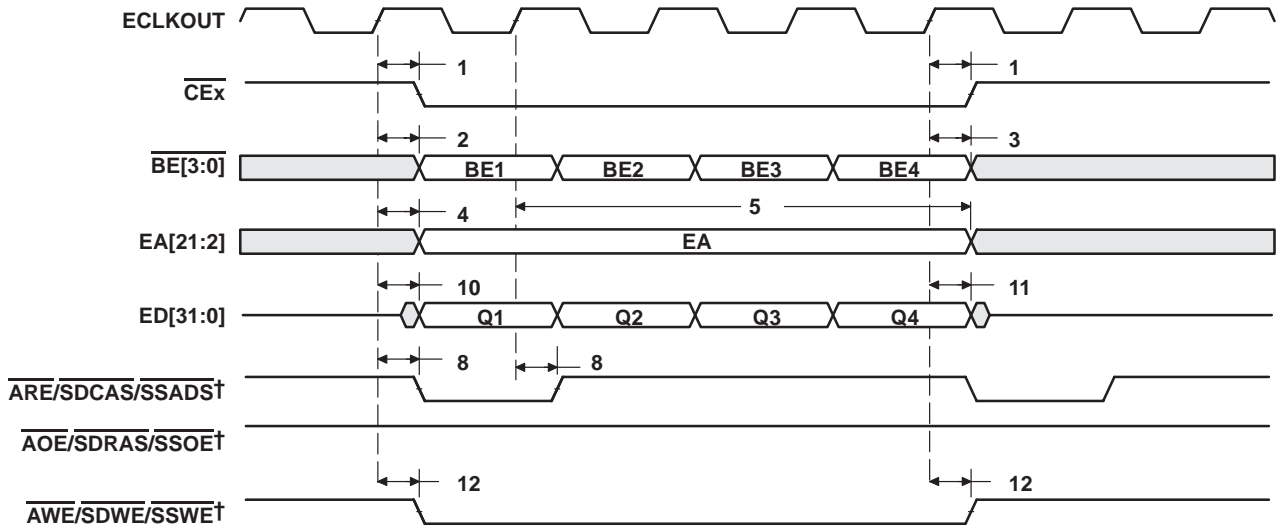 ECLKOUT
1 1
CEx
2 3
BE[3:0] BE1 BE2 BE3 BE4
4 5
EA[21:2] EA
10 11
ED[31:0] Q1 Q2 Q3 Q4
8 8
ARE/SDCAS/SSADS†
AOE/SDRAS/SSOE†
12 12
AWE/SDWE/SSWE†